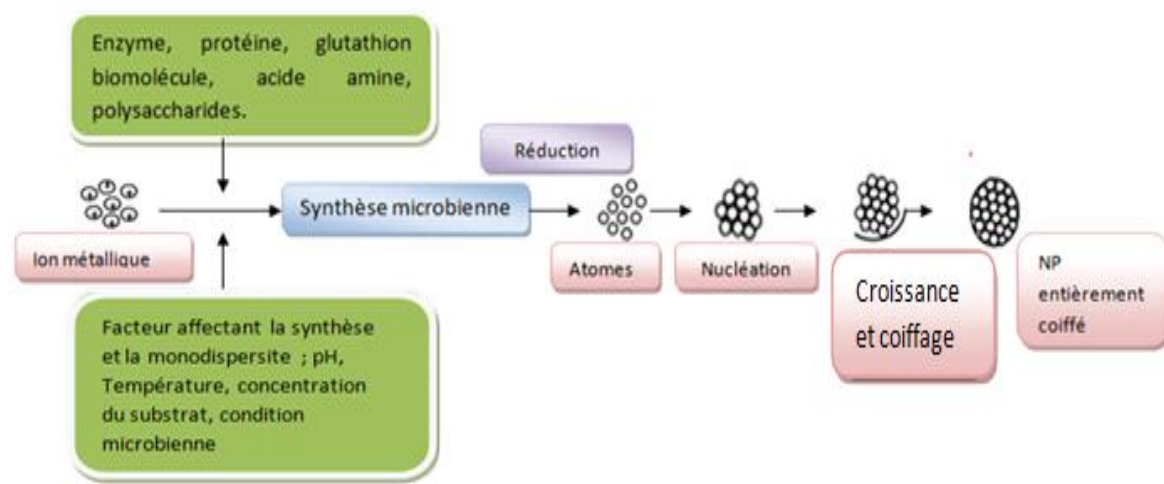 Enzyme, protéine, glutathion
biomolécule, acide amine,
polysaccharides.
Réduction
Synthèse microbienne
Ion métallique
Atomes
Nucléation
Croissance
et coiffage
NP
entièrement
coiffé
Facteur affectant la synthèse
et la monodispersite ; pH,
Température, concentration
du substrat, condition
microbienne